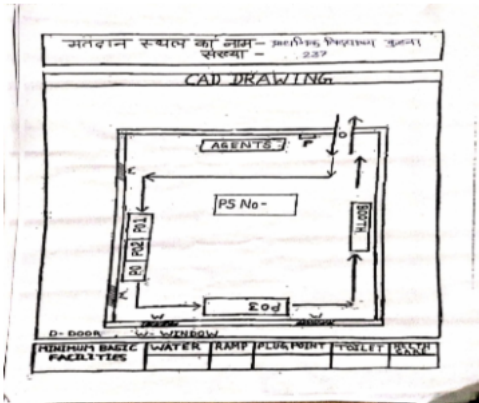 मतदान स्थल का नाम - प्राथमिक विद्यालय
संख्या - 237
CAD DRAWING
AGENTS
P
D
W
PS No-
PO PO2 PO1
BOOTH
W
PO3
W
W
D- DOOR W- WINDOW
MINIMUM BASIC FACILITIES WATER RAMP PLUG POINT TOILET HEALTH CARE